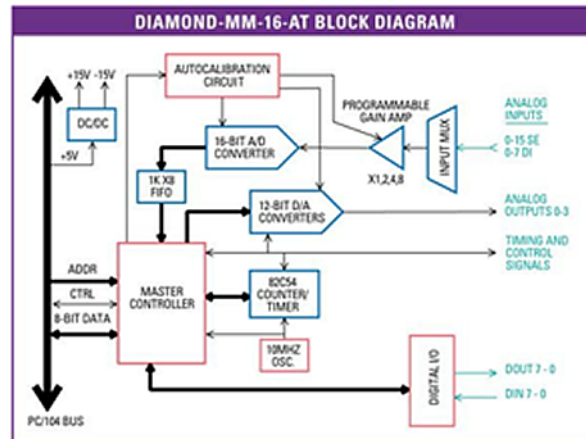 DIAMOND-MM-16-AT BLOCK DIAGRAM
+15V -15V
DC/DC
+5V
AUTOCALIBRATION
CIRCUIT
PROGRAMMABLE
GAIN AMP
X1,2,4,8
INPUT MUX
ANALOG
INPUTS
0-15 SE
0-7 DI
16-BIT A/D
CONVERTER
1K X8
FIFO
12-BIT D/A
CONVERTERS
ANALOG
OUTPUTS 0-3
TIMING AND
CONTROL
SIGNALS
ADDR
CTRL
8-BIT DATA
MASTER
CONTROLLER
82C54
COUNTER/
TIMER
10MHZ
OSC.
DIGITAL I/O
DOUT 7 - 0
DIN 7 - 0
PC/104 BUS